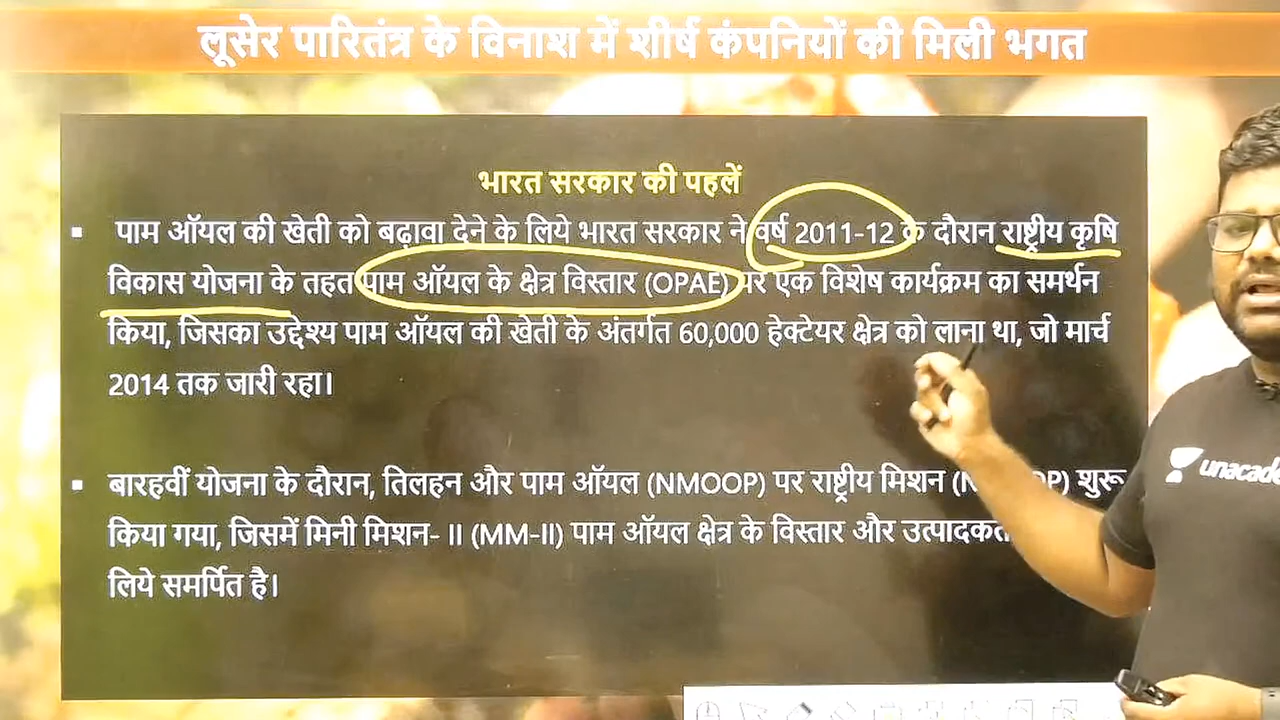 लूसेर पारितंत्र के विनाश में शीर्ष कंपनियों की मिली भगत
भारत सरकार की पहलें
▪ पाम ऑयल की खेती को बढ़ावा देने के लिये भारत सरकार ने वर्ष 2011-12 के दौरान राष्ट्रीय कृषि
विकास योजना के तहत पाम ऑयल के क्षेत्र विस्तार (OPAE) पर एक विशेष कार्यक्रम का समर्थन
किया, जिसका उद्देश्य पाम ऑयल की खेती के अंतर्गत 60,000 हेक्टेयर क्षेत्र को लाना था, जो मार्च
2014 तक जारी रहा।
▪ बारहवीं योजना के दौरान, तिलहन और पाम ऑयल (NMOOP) पर राष्ट्रीय मिशन शुरू
किया गया, जिसमें मिनी मिशन- II (MM-II) पाम ऑयल क्षेत्र के विस्तार और
लिये समर्पित है।